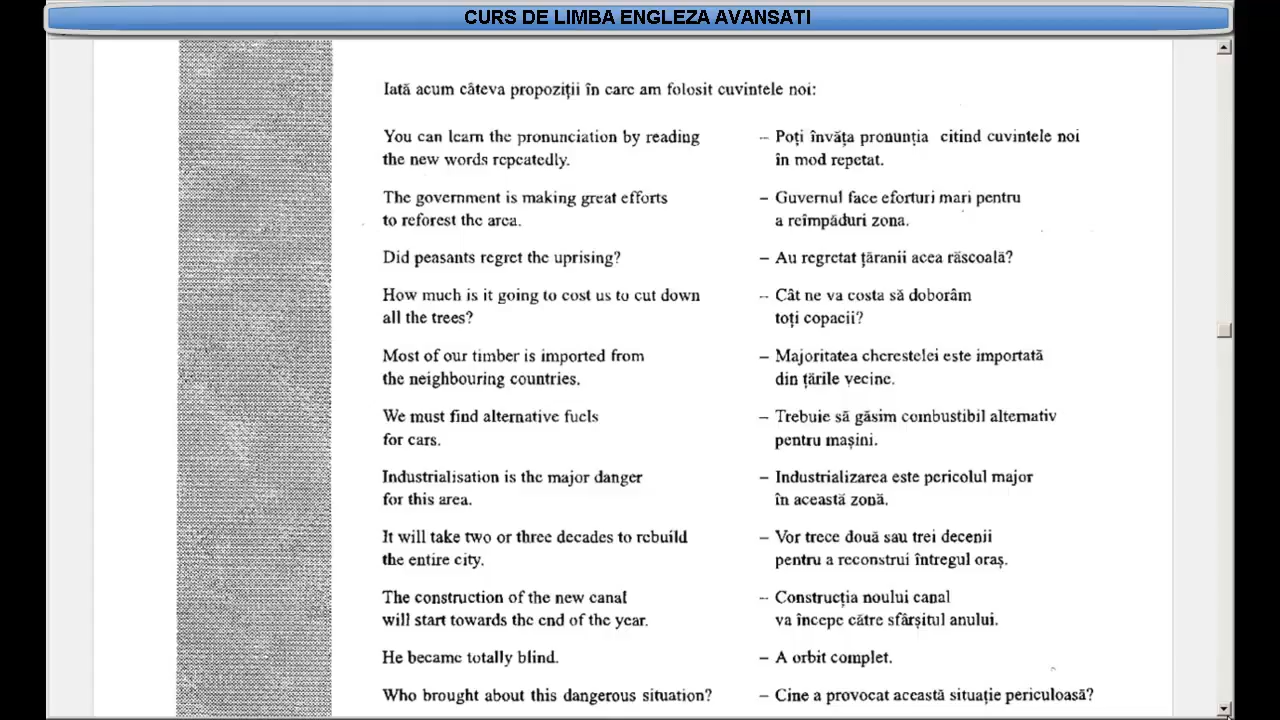 CURS DE LIMBA ENGLEZA AVANSATI
Iată acum câteva propoziții în care am folosit cuvintele noi:
You can learn the pronunciation by reading
the new words repeatedly.
– Poți învăța pronunția citind cuvintele noi
în mod repetat.
The government is making great efforts
to reforest the area.
– Guvernul face eforturi mari pentru
a reîmpăduri zona.
Did peasants regret the uprising?
– Au regretat țăranii acea răscoală?
How much is it going to cost us to cut down
all the trees?
– Cât ne va costa să doborâm
toți copacii?
Most of our timber is imported from
the neighbouring countries.
– Majoritatea cherestelei este importată
din țările vecine.
We must find alternative fuels
for cars.
– Trebuie să găsim combustibil alternativ
pentru mașini.
Industrialisation is the major danger
for this area.
– Industrializarea este pericolul major
în această zonă.
It will take two or three decades to rebuild
the entire city.
– Vor trece două sau trei decenii
pentru a reconstrui întregul oraș.
The construction of the new canal
will start towards the end of the year.
– Construcția noului canal
va începe către sfârșitul anului.
He became totally blind.
– A orbit complet.
Who brought about this dangerous situation?
– Cine a provocat această situație periculoasă?